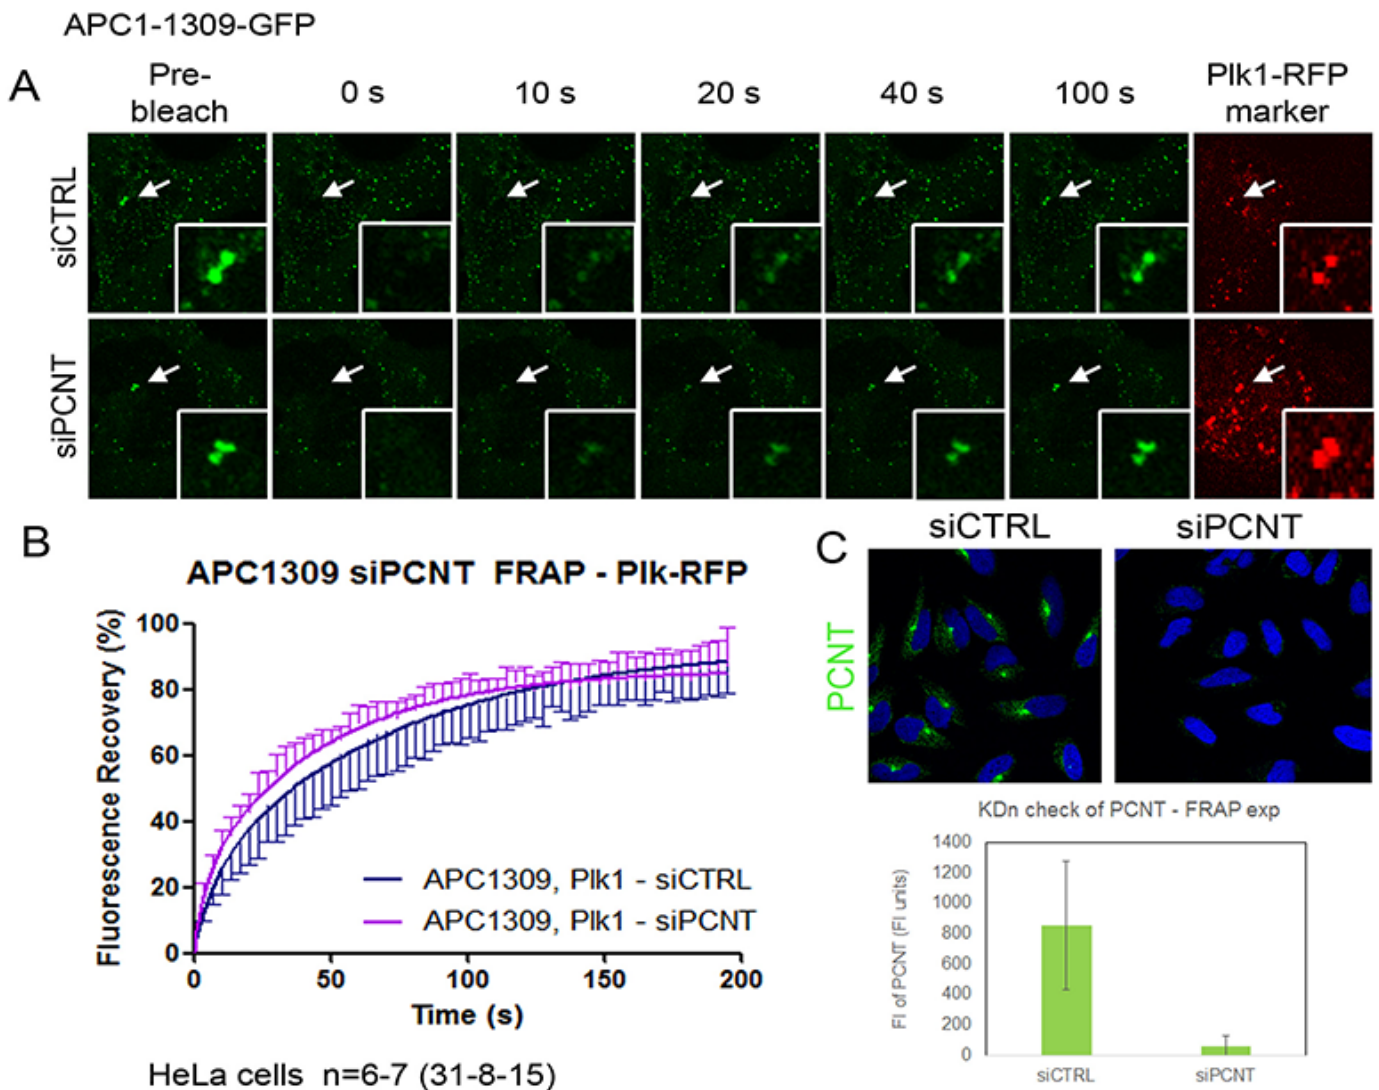 APC1-1309-GFP
A
Pre-
bleach
0 s
10 s
20 s
40 s
100 s
Plk1-RFP
marker
siCTRL
siPCNT
B
APC1309 siPCNT FRAP - Plk-RFP
Fluorescence Recovery (%)
100
80
60
40
20
0
0
50
100
150
200
Time (s)
APC1309, Plk1 - siCTRL
APC1309, Plk1 - siPCNT
HeLa cells n=6-7 (31-8-15)
C
siCTRL
siPCNT
PCNT
KDn check of PCNT - FRAP exp
FI of PCNT (FI units)
1400
1200
1000
800
600
400
200
0
siCTRL
siPCNT